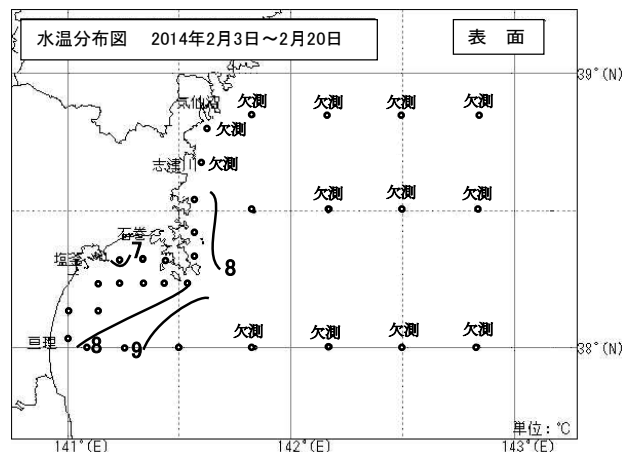 水温分布図 2014年2月3日～2月20日
表 面
39°(N)
気仙沼
欠測 欠測 欠測 欠測
欠測
志津川 欠測
欠測 欠測 欠測 欠測
石巻
塩釜
7
8
亘理
8
9
欠測 欠測 欠測 欠測
38°(N)
単位：℃
141°(E) 142°(E) 143°(E)